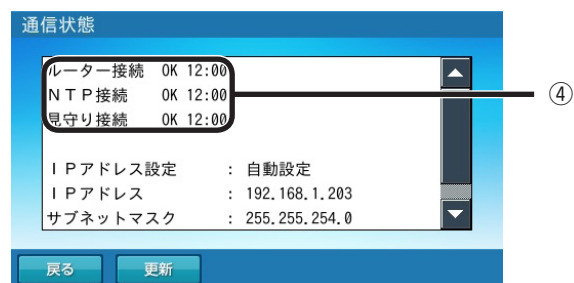 通信状態
ルーター接続 OK 12:00
NTP接続 OK 12:00
見守り接続 OK 12:00
④
IPアドレス設定 : 自動設定
IPアドレス : 192.168.1.203
サブネットマスク : 255.255.254.0
戻る 更新